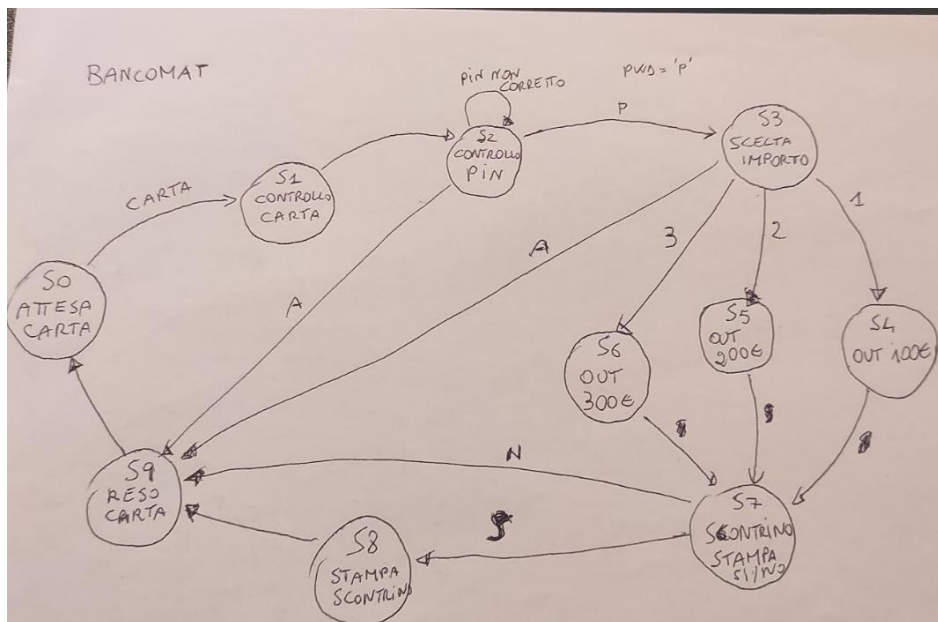 BANCOMAT
PIN NON
CORRETTO
PWD = 'P'
P
S2
CONTROLLO
PIN
S3
SCELTA
IMPORTO
CARTA
S1
CONTROLLO
CARTA
S0
ATTESA
CARTA
A
A
3
2
1
S6
OUT
300€
S5
OUT
200€
S4
OUT 100€
N
S9
RESO
CARTA
S
S8
STAMPA
SCONTRINO
S7
SCONTRINO
STAMPA
SI/NO